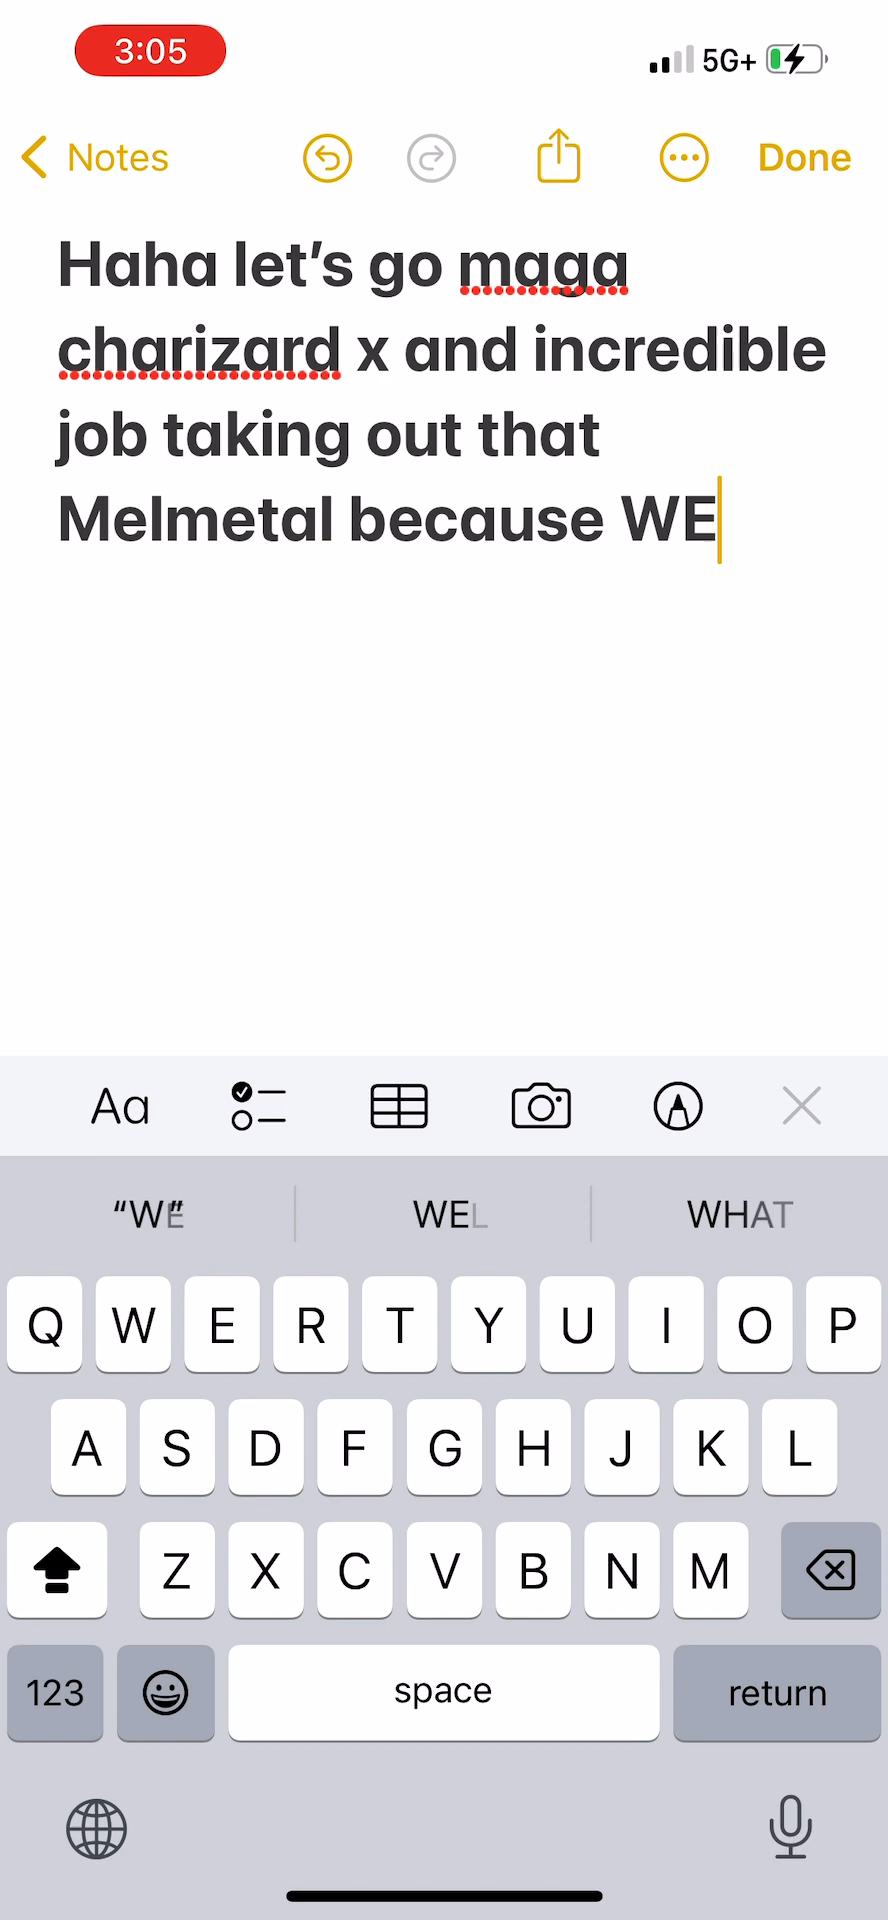 3:05 5G+
Notes Done
Haha let's go maga
charizard x and incredible
job taking out that
Melmetal because WE
Aa
"WE" WEL WHAT
Q W E R T Y U I O P
A S D F G H J K L
Z X C V B N M
123 space return